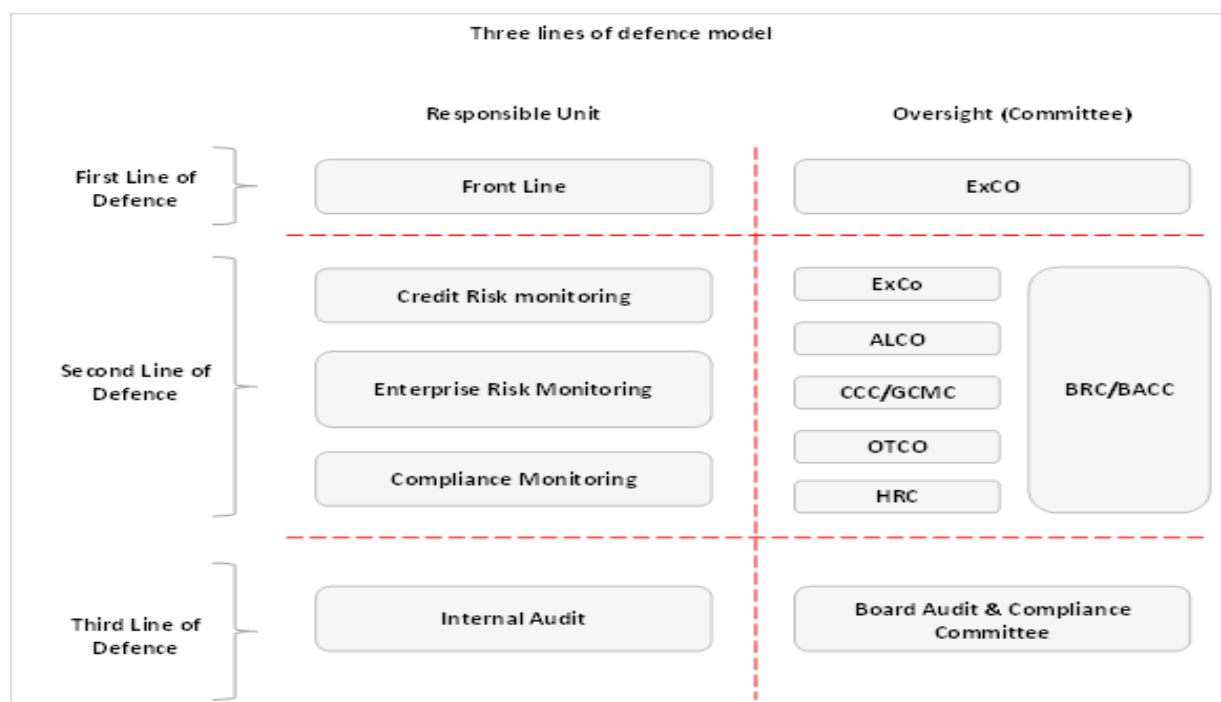 Three lines of defence model
Responsible Unit
Oversight (Committee)
First Line of
Defence
Front Line
ExCO
Second Line of
Defence
Credit Risk monitoring
Enterprise Risk Monitoring
Compliance Monitoring
ExCo
ALCO
CCC/GCMC
OTCO
HRC
BRC/BACC
Third Line of
Defence
Internal Audit
Board Audit & Compliance
Committee